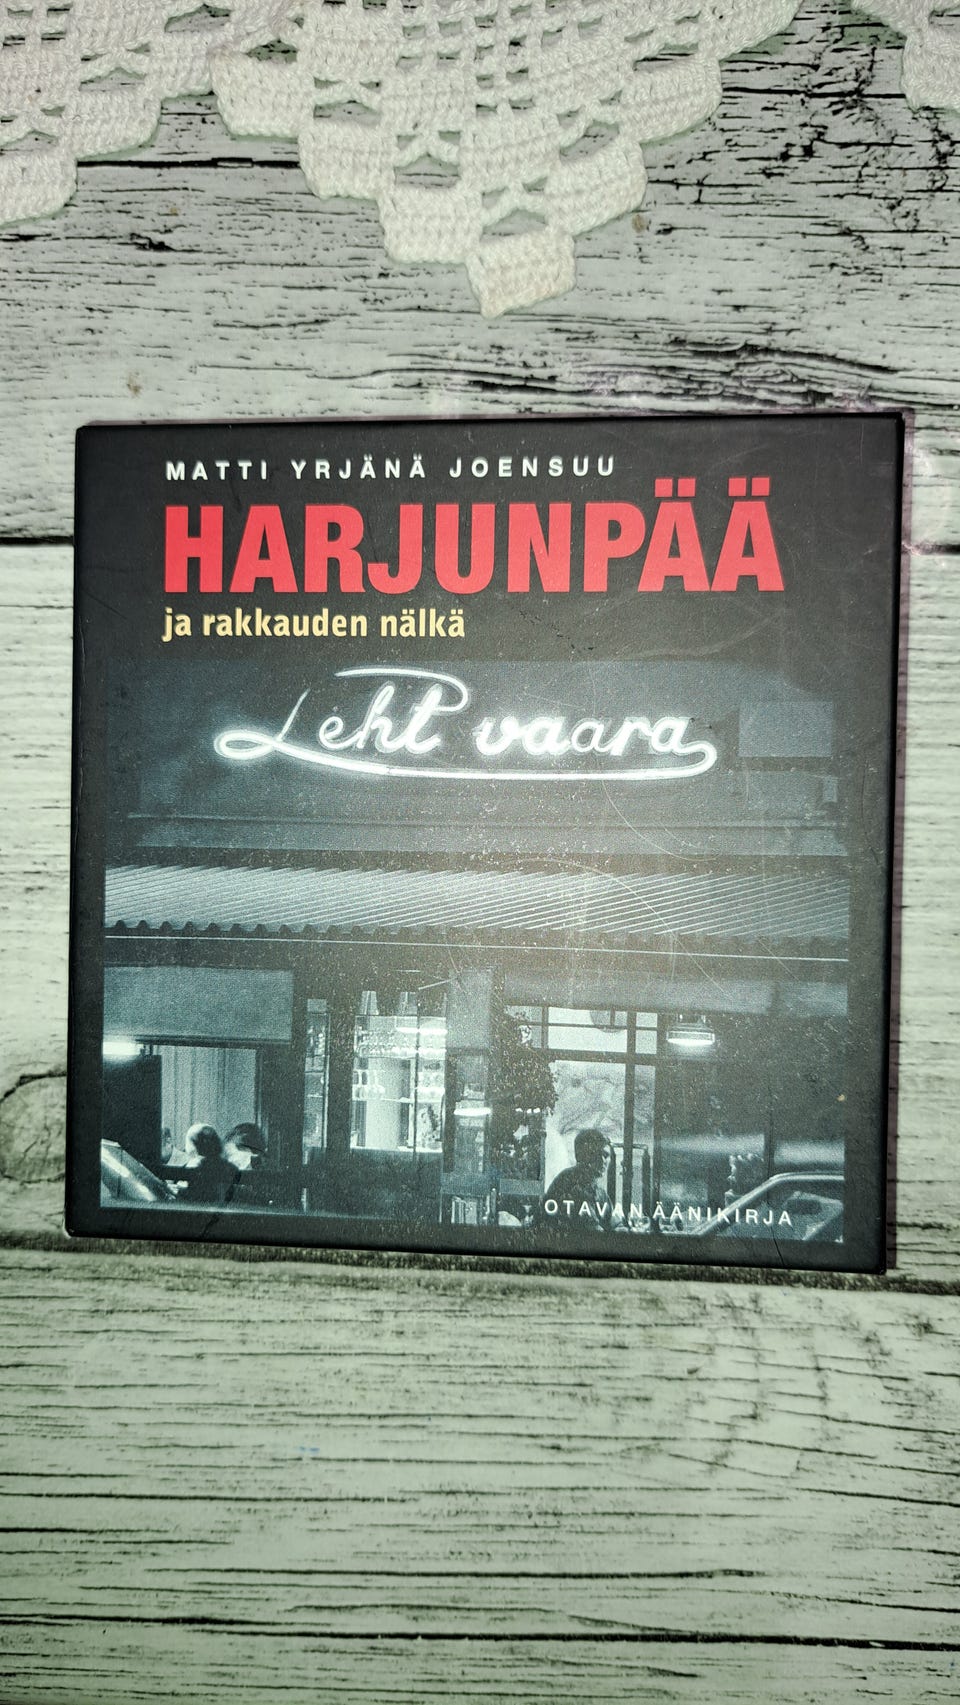 MATTI YRJÄNÄ JOENSUU
HARJUNPÄÄ
ja rakkauden nälkä
Leht vaara
OTAVAN ÄÄNIKIRJA